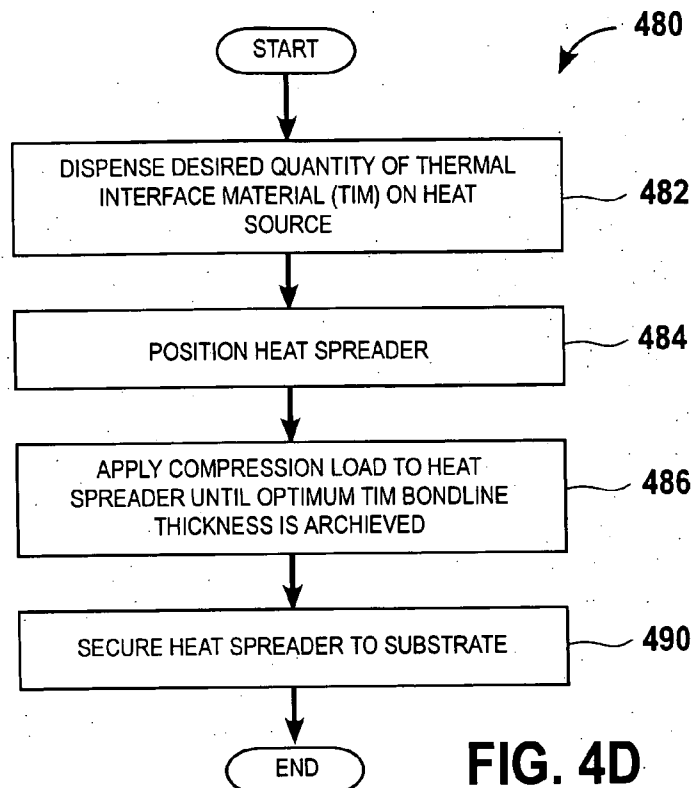 480
START
DISPENSE DESIRED QUANTITY OF THERMAL
INTERFACE MATERIAL (TIM) ON HEAT
SOURCE
482
POSITION HEAT SPREADER
484
APPLY COMPRESSION LOAD TO HEAT
SPREADER UNTIL OPTIMUM TIM BONDLINE
THICKNESS IS ARCHIEVED
486
SECURE HEAT SPREADER TO SUBSTRATE
490
END
FIG. 4D